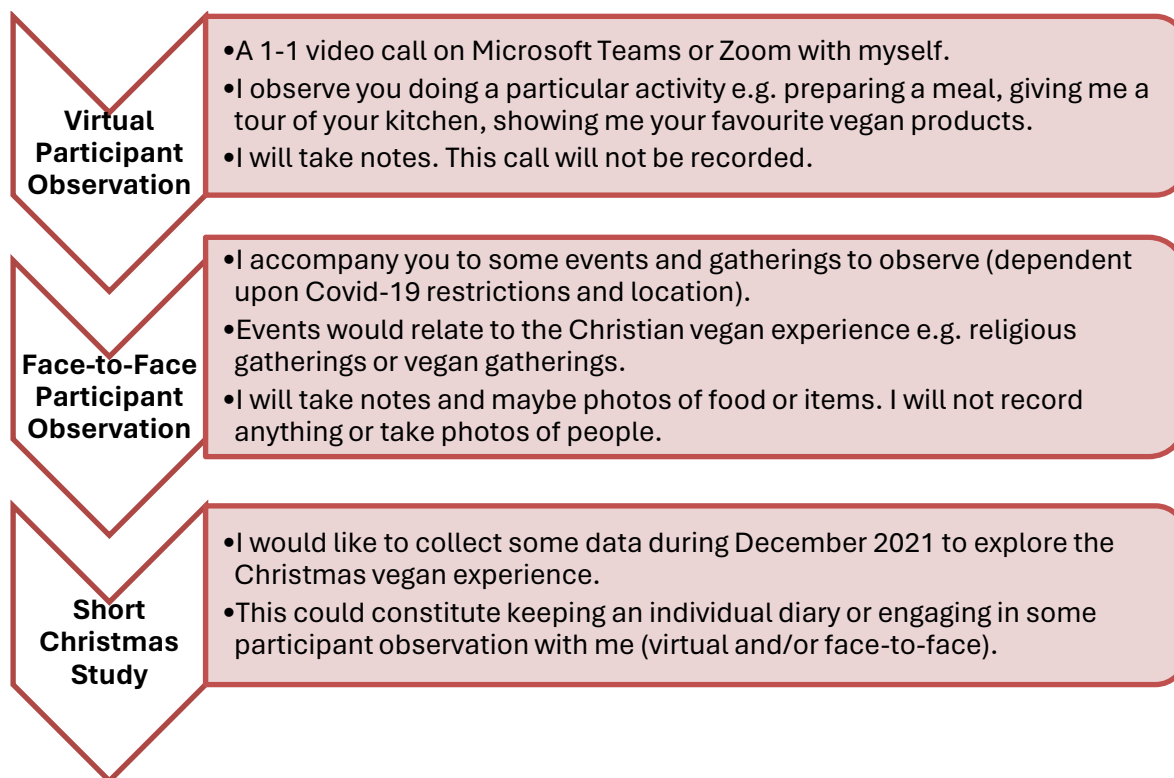 Virtual
Participant
Observation
•A 1-1 video call on Microsoft Teams or Zoom with myself.
•I observe you doing a particular activity e.g. preparing a meal, giving me a
tour of your kitchen, showing me your favourite vegan products.
•I will take notes. This call will not be recorded.
Face-to-Face
Participant
Observation
•I accompany you to some events and gatherings to observe (dependent
upon Covid-19 restrictions and location).
•Events would relate to the Christian vegan experience e.g. religious
gatherings or vegan gatherings.
•I will take notes and maybe photos of food or items. I will not record
anything or take photos of people.
Short
Christmas
Study
•I would like to collect some data during December 2021 to explore the
Christmas vegan experience.
•This could constitute keeping an individual diary or engaging in some
participant observation with me (virtual and/or face-to-face).